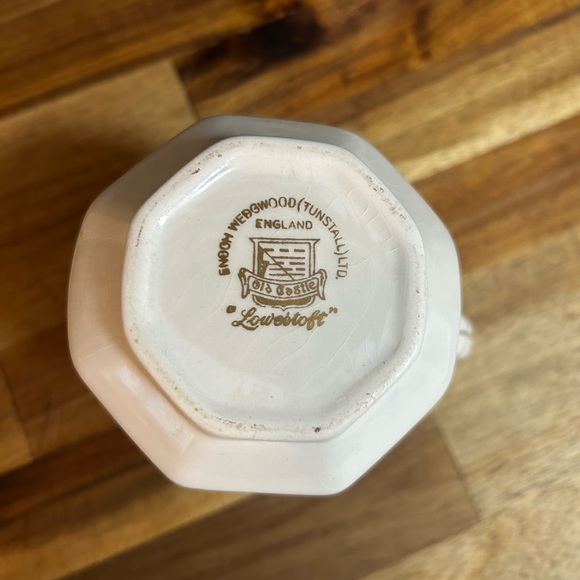 ENOCH WEDGWOOD (TUNSTALL) LTD.
ENGLAND
Old Castle
"Lowestoft"